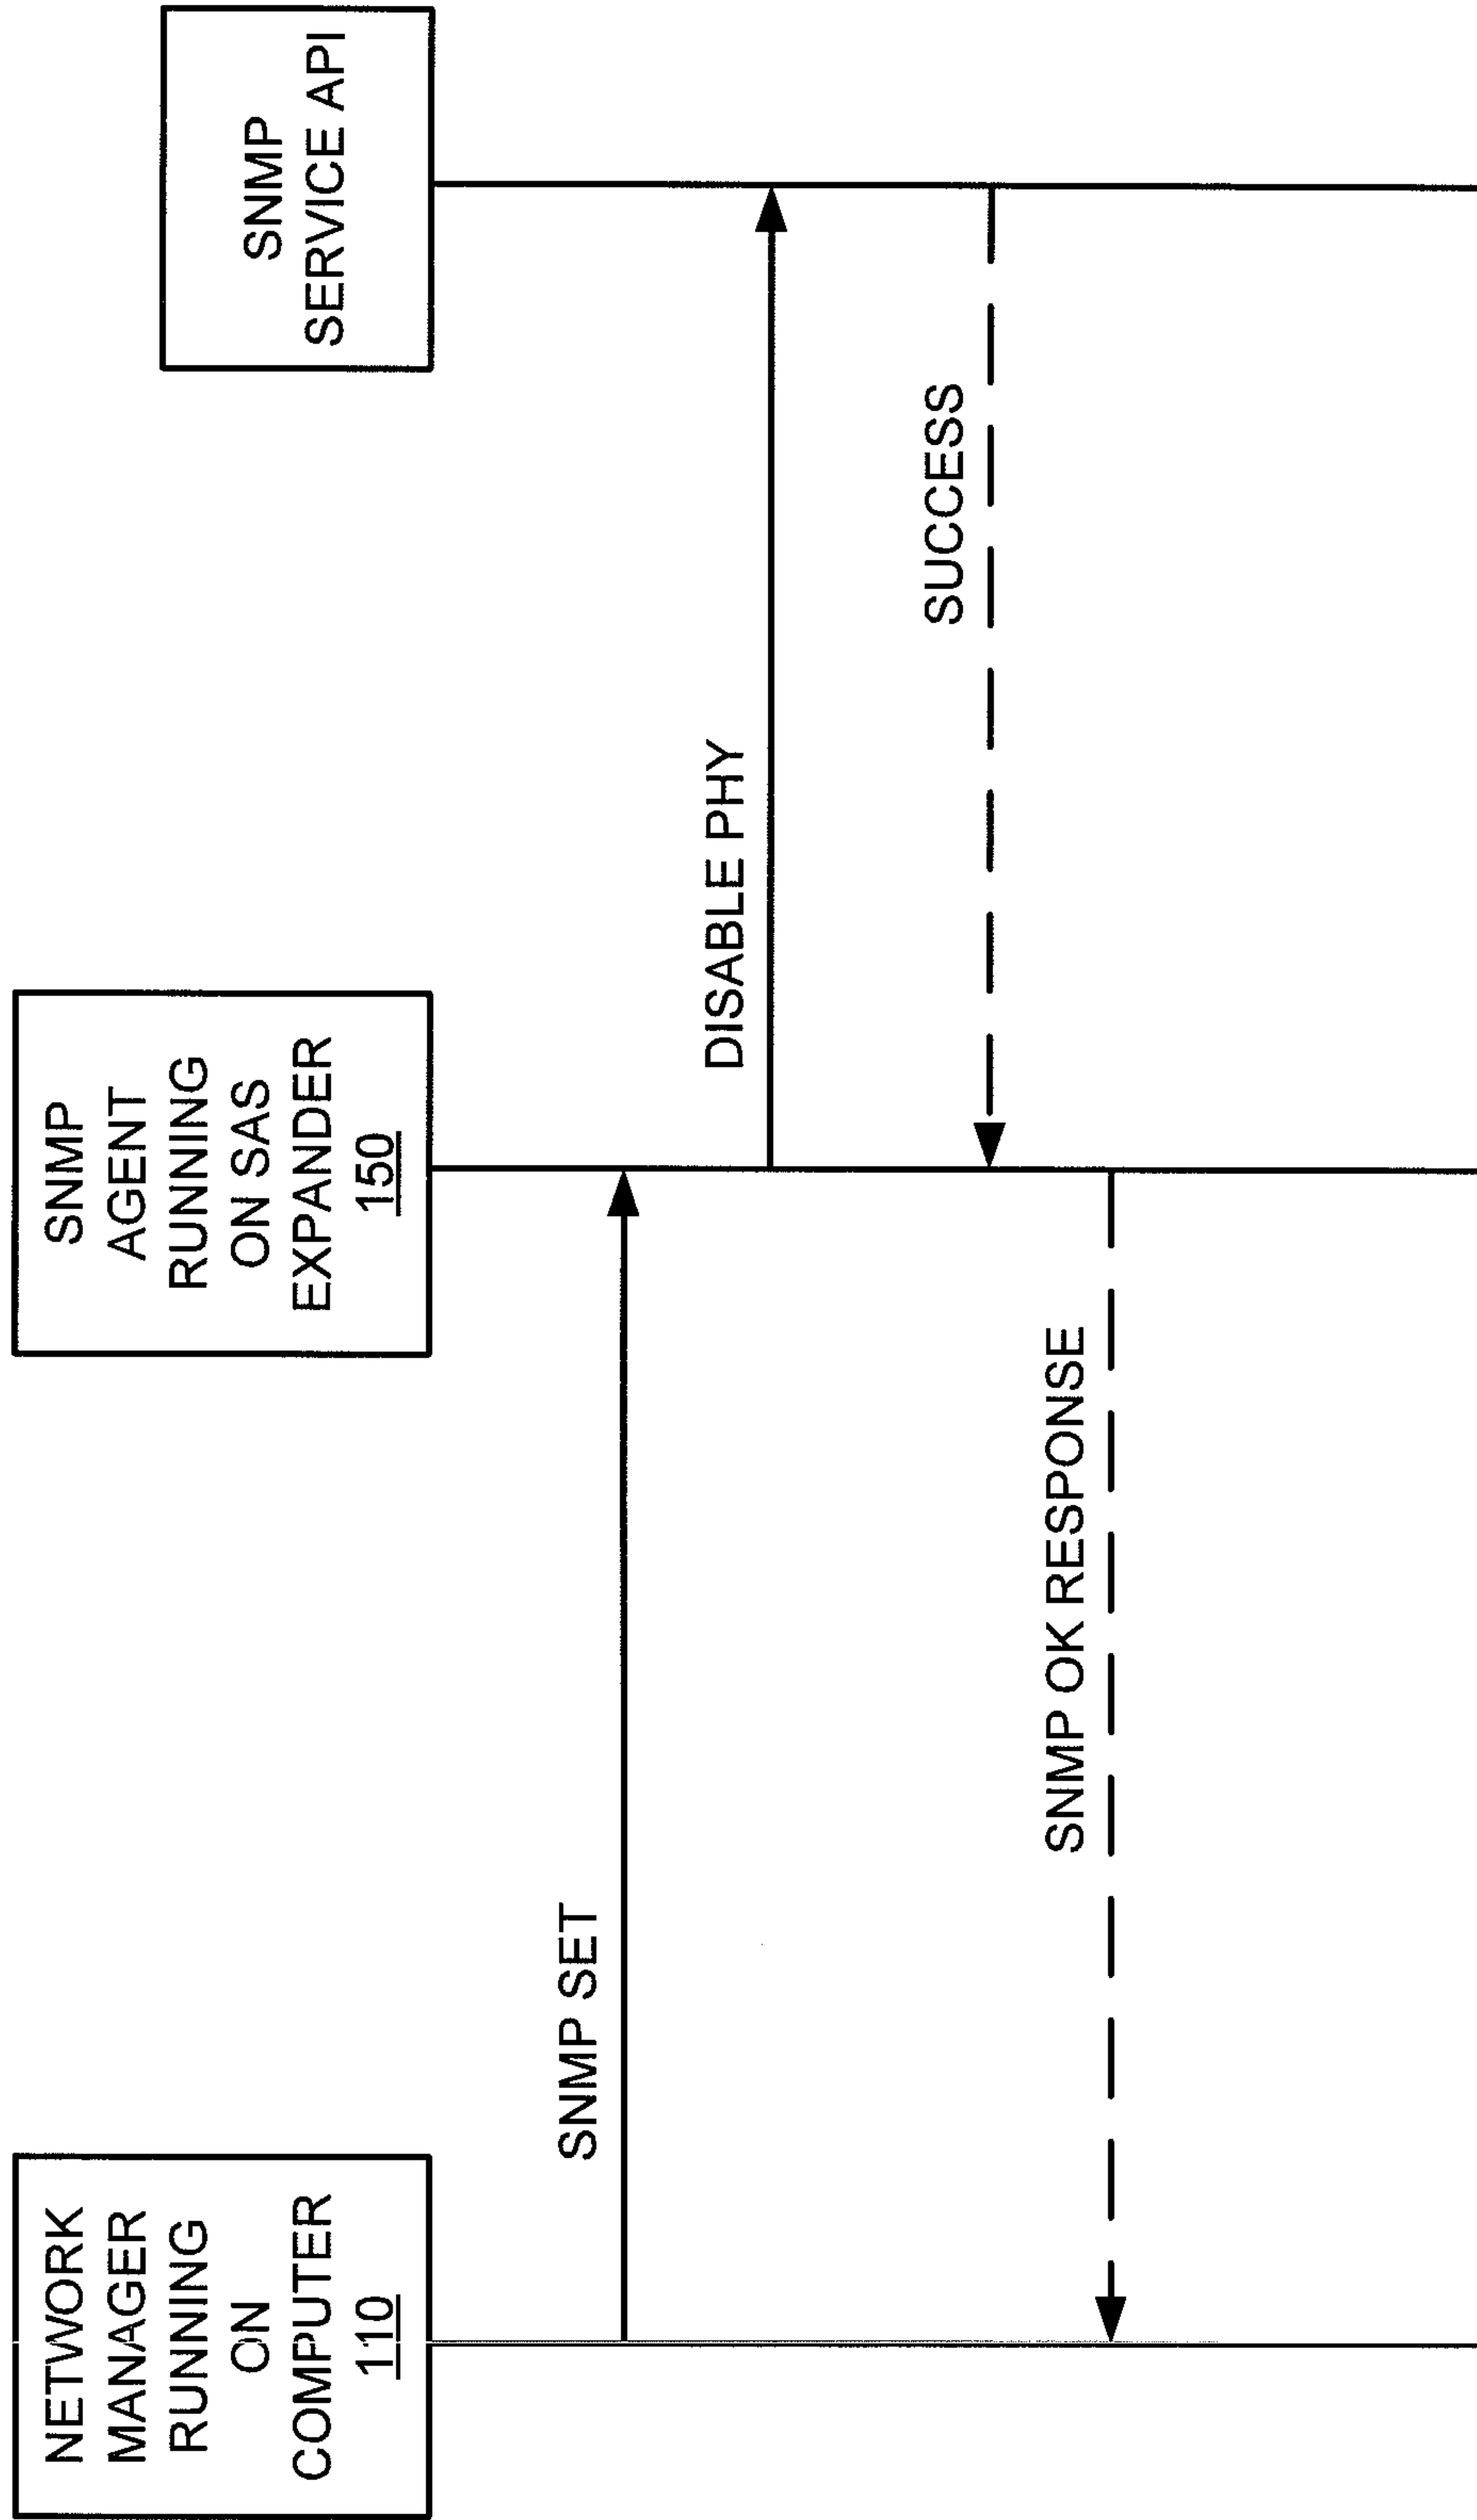 NETWORK
MANAGER
RUNNING
ON
COMPUTER
110
SNMP
AGENT
RUNNING
ON SAS
EXPANDER
150
SNMP
SERVICE API
SNMP SET
DISABLE PHY
SUCCESS
SNMP OK RESPONSE